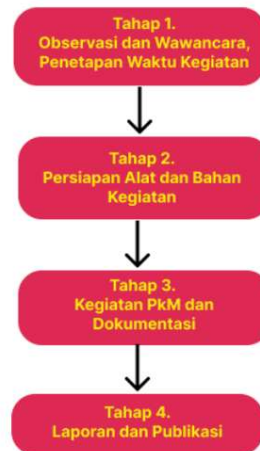 Tahap 1.
Observasi dan Wawancara,
Penetapan Waktu Kegiatan
Tahap 2.
Persiapan Alat dan Bahan
Kegiatan
Tahap 3.
Kegiatan PkM dan
Dokumentasi
Tahap 4.
Laporan dan Publikasi